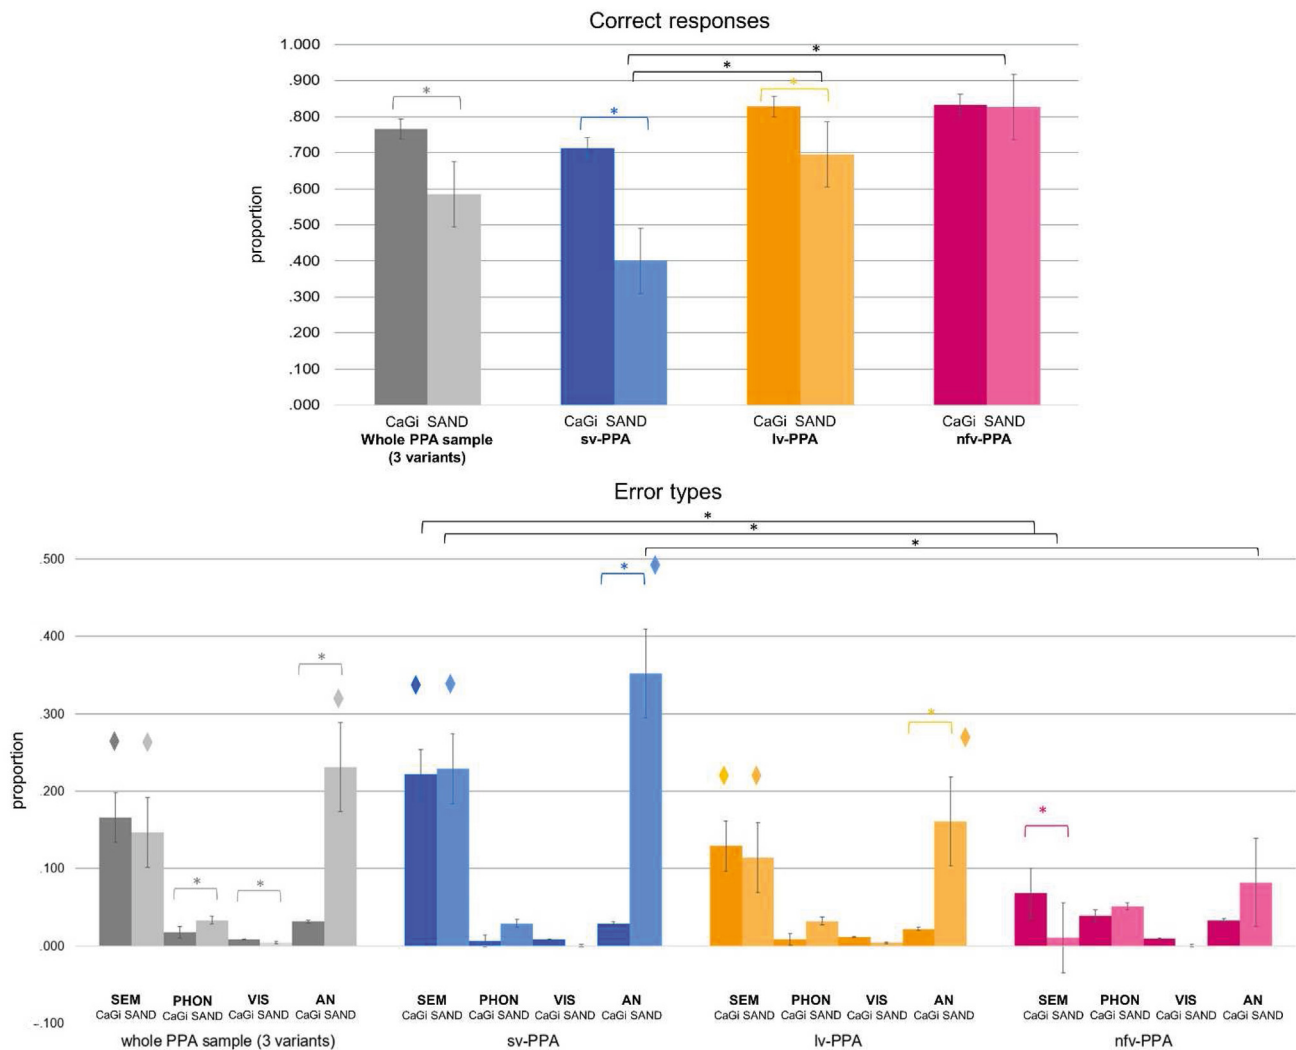 Correct responses
1.000
.900
.800
.700
.600
.500
.400
.300
.200
.100
.000
proportion
* * * * *
CaGi SAND CaGi SAND CaGi SAND CaGi SAND
Whole PPA sample sv-PPA lv-PPA nfv-PPA
(3 variants)
Error types
* * *
.500
.400
.300
.200
.100
.000
-.100
proportion
* * * * * *
SEM PHON VIS AN SEM PHON VIS AN SEM PHON VIS AN SEM PHON VIS AN
CaGi SAND CaGi SAND CaGi SAND CaGi SAND CaGi SAND CaGi SAND CaGi SAND CaGi SAND CaGi SAND CaGi SAND CaGi SAND CaGi SAND CaGi SAND CaGi SAND CaGi SAND CaGi SAND
whole PPA sample (3 variants) sv-PPA lv-PPA nfv-PPA